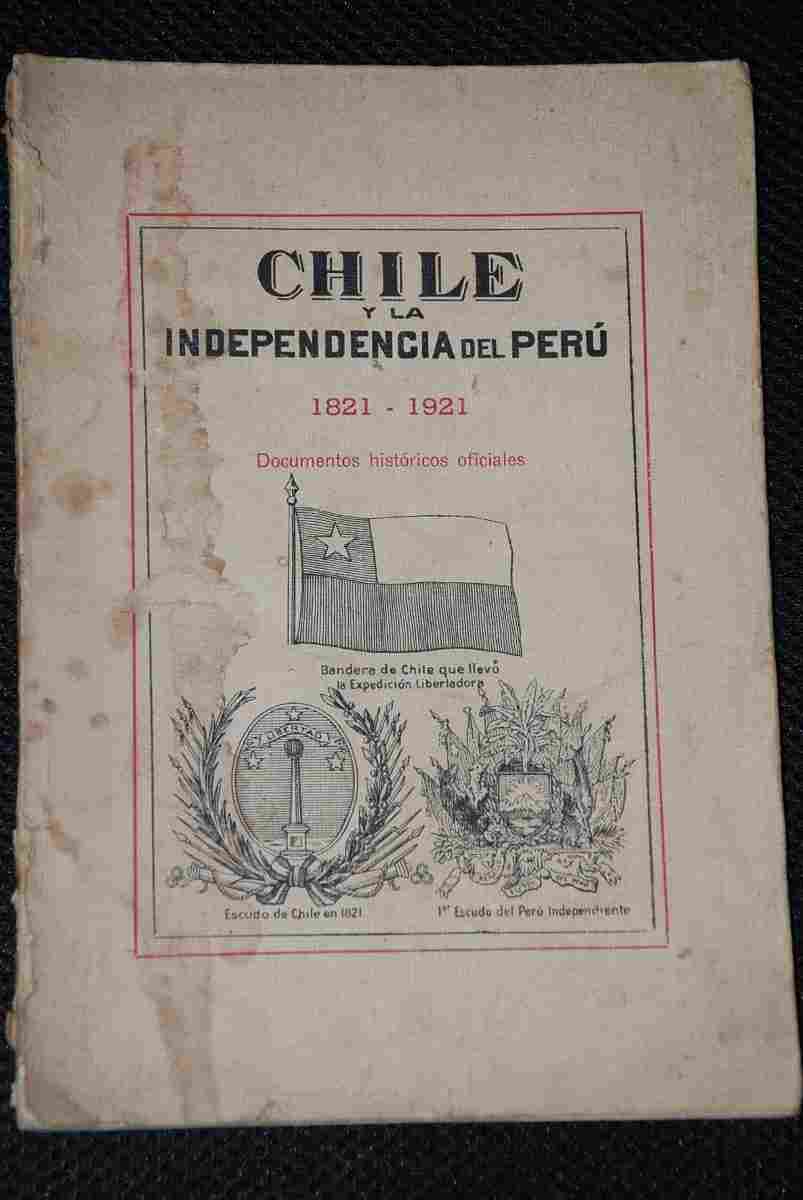 CHILE
Y LA
INDEPENDENCIA DEL PERÚ
1821 - 1921
Documentos históricos oficiales
Bandera de Chile que llevó
la Expedición Libertadora
LIBERTAD
Escudo de Chile en 1821
1er Escudo del Perú Independiente